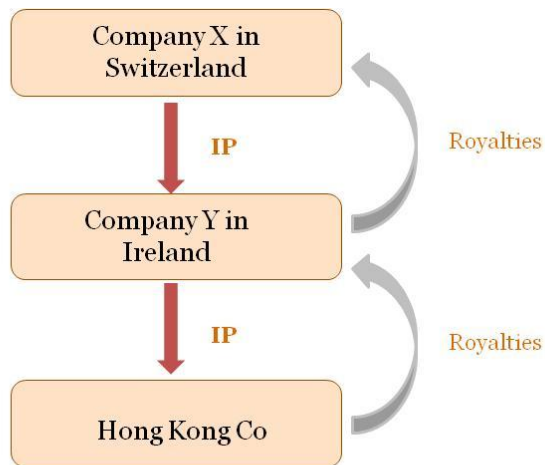 Company X in
Switzerland
IP
Royalties
Company Y in
Ireland
IP
Royalties
Hong Kong Co